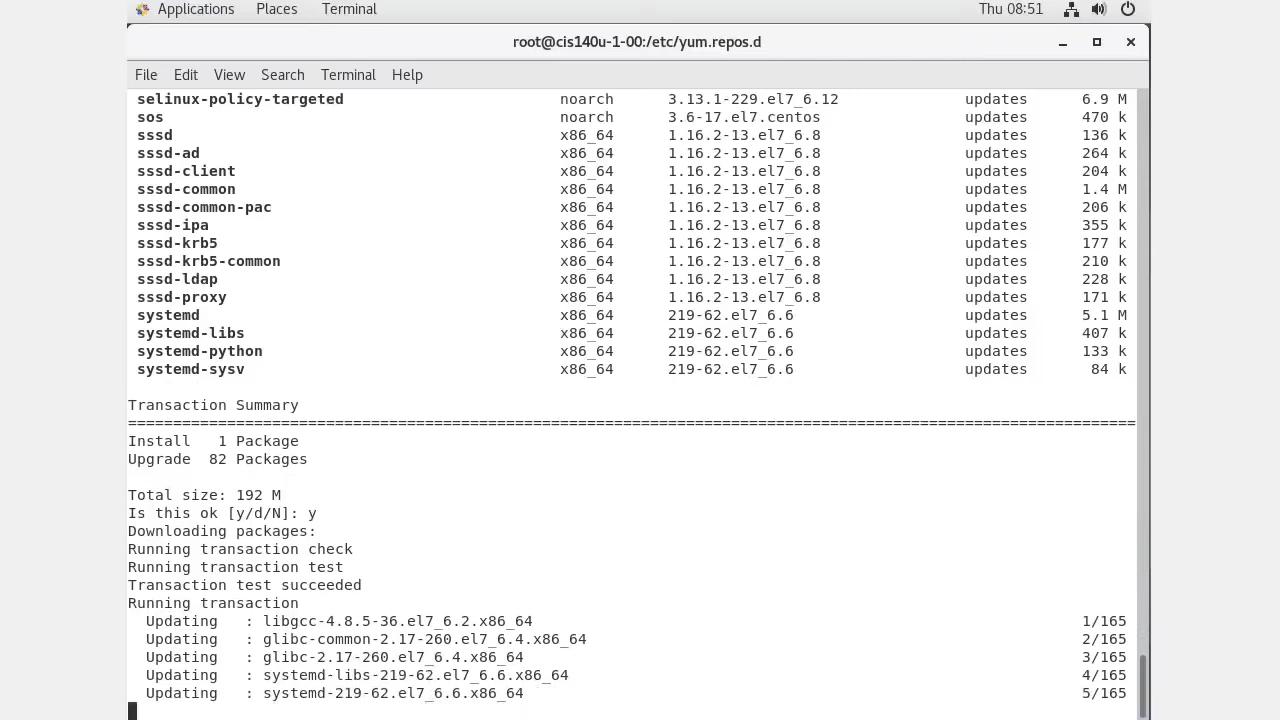 Applications Places Terminal Thu 08:51
root@cis140u-1-00:/etc/yum.repos.d
File Edit View Search Terminal Help
selinux-policy-targeted noarch 3.13.1-229.el7_6.12 updates 6.9 M
sos noarch 3.6-17.el7.centos updates 470 k
sssd x86_64 1.16.2-13.el7_6.8 updates 136 k
sssd-ad x86_64 1.16.2-13.el7_6.8 updates 264 k
sssd-client x86_64 1.16.2-13.el7_6.8 updates 204 k
sssd-common x86_64 1.16.2-13.el7_6.8 updates 1.4 M
sssd-common-pac x86_64 1.16.2-13.el7_6.8 updates 206 k
sssd-ipa x86_64 1.16.2-13.el7_6.8 updates 355 k
sssd-krb5 x86_64 1.16.2-13.el7_6.8 updates 177 k
sssd-krb5-common x86_64 1.16.2-13.el7_6.8 updates 210 k
sssd-ldap x86_64 1.16.2-13.el7_6.8 updates 228 k
sssd-proxy x86_64 1.16.2-13.el7_6.8 updates 171 k
systemd x86_64 219-62.el7_6.6 updates 5.1 M
systemd-libs x86_64 219-62.el7_6.6 updates 407 k
systemd-python x86_64 219-62.el7_6.6 updates 133 k
systemd-sysv x86_64 219-62.el7_6.6 updates 84 k
Transaction Summary
================================================================================================================
Install 1 Package
Upgrade 82 Packages
Total size: 192 M
Is this ok [y/d/N]: y
Downloading packages:
Running transaction check
Running transaction test
Transaction test succeeded
Running transaction
Updating : libgcc-4.8.5-36.el7_6.2.x86_64 1/165
Updating : glibc-common-2.17-260.el7_6.4.x86_64 2/165
Updating : glibc-2.17-260.el7_6.4.x86_64 3/165
Updating : systemd-libs-219-62.el7_6.6.x86_64 4/165
Updating : systemd-219-62.el7_6.6.x86_64 5/165